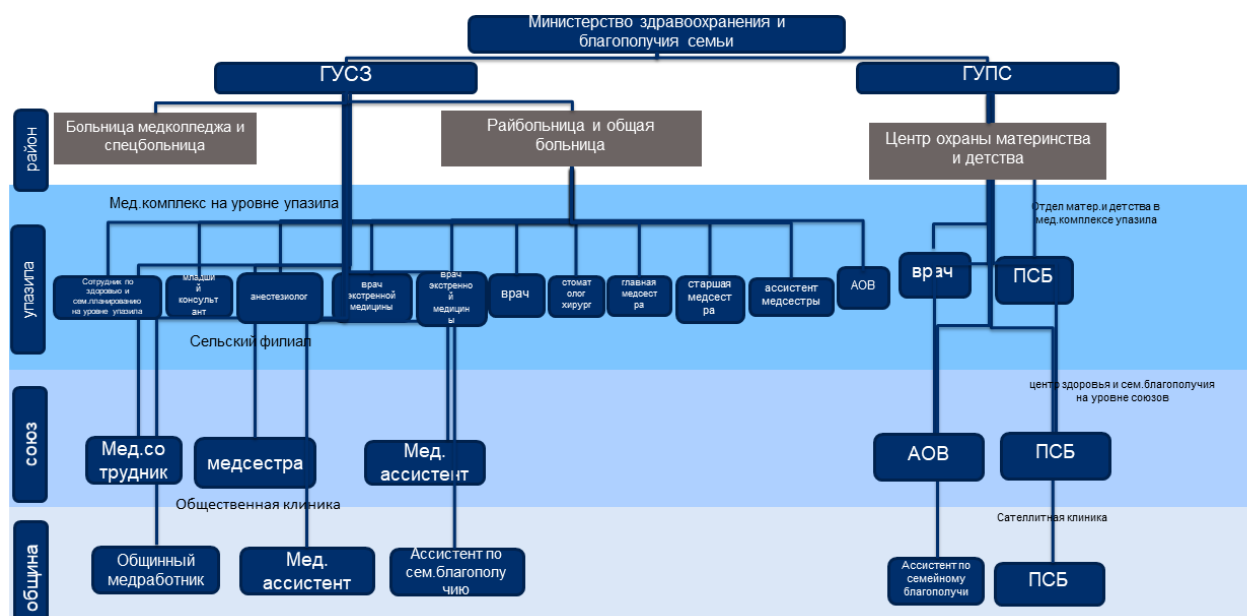 Министерство здравоохранения и
благополучия семьи
ГУСЗ
ГУПС
район
Больница медколледжа и
спецбольница
Райбольница и общая
больница
Центр охраны материнства
и детства
Мед.комплекс на уровне упазила
Отдел матер.и детства в
мед.комплексе упазила
упазила
Сотрудник по
здоровью и
сем.планированию
на уровне упазила
младши
й
консульт
ант
анестезиолог
врач
экстренной
медицины
врач
экстренно
й
медицин
ы
врач
стомат
олог
хирург
главная
медсест
ра
старшая
медсест
ра
ассистент
медсестры
АОВ
врач
ПСБ
Сельский филиал
центр здоровья и сем.благополучия
на уровне союзов
союз
Мед.со
трудник
медсестра
Мед.
ассистент
АОВ
ПСБ
Общественная клиника
Сателлитная клиника
община
Общинный
медработник
Мед.
ассистент
Ассистент по
сем.благополу
чию
Ассистент по
семейному
благополучи
ПСБ